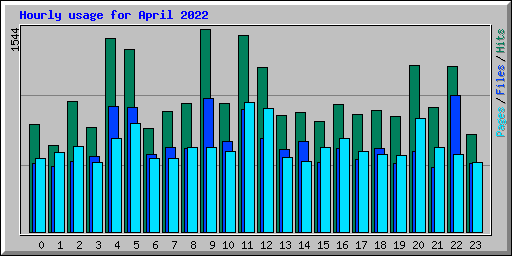 Hourly usage for April 2022
1544
Pages / Files / Hits
0 1 2 3 4 5 6 7 8 9 10 11 12 13 14 15 16 17 18 19 20 21 22 23